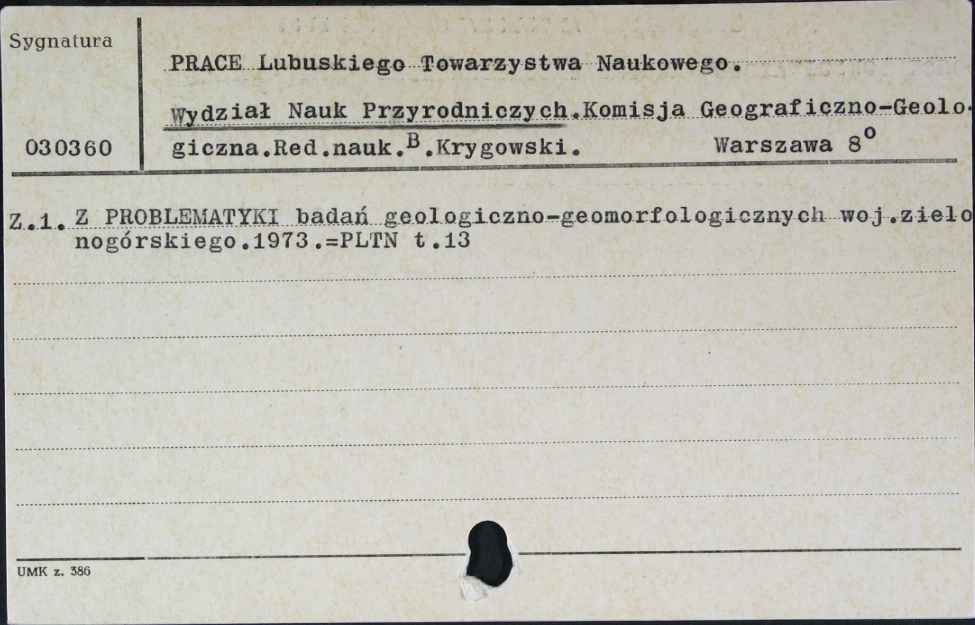 Sygnatura
PRACE Lubuskiego Towarzystwa Naukowego.
Wydział Nauk Przyrodniczych.Komisja Geograficzno-Geolo-
030360
giczna.Red.nauk.B.Krygowski. Warszawa 8°
Z.1. Z PROBLEMATYKI badań geologiczno-geomorfologicznych woj.zielo
nogórskiego.1973.=PLTN t.13
UMK z. 386